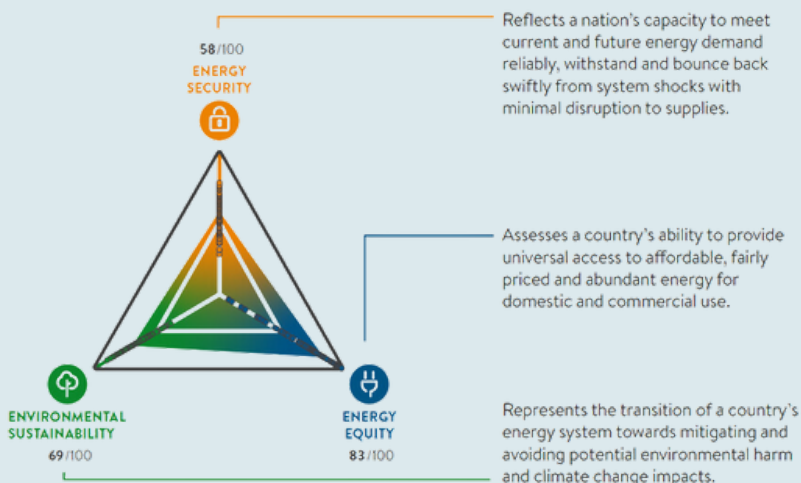 Reflects a nation's capacity to meet
current and future energy demand
reliably, withstand and bounce back
swiftly from system shocks with
minimal disruption to supplies.
58/100
ENERGY
SECURITY
Assesses a country's ability to provide
universal access to affordable, fairly
priced and abundant energy for
domestic and commercial use.
ENVIRONMENTAL
SUSTAINABILITY
69/100
ENERGY
EQUITY
83/100
Represents the transition of a country's
energy system towards mitigating and
avoiding potential environmental harm
and climate change impacts.